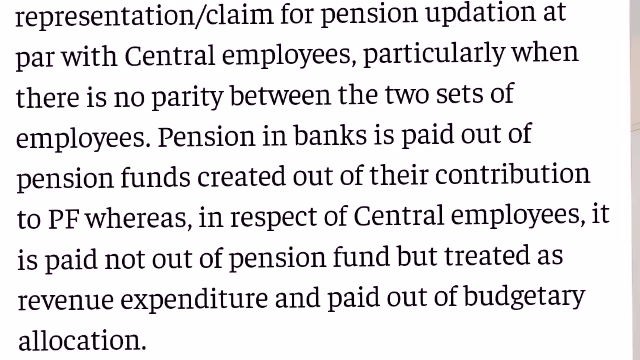 representation/claim for pension updation at
par with Central employees, particularly when
there is no parity between the two sets of
employees. Pension in banks is paid out of
pension funds created out of their contribution
to PF whereas, in respect of Central employees, it
is paid not out of pension fund but treated as
revenue expenditure and paid out of budgetary
allocation.